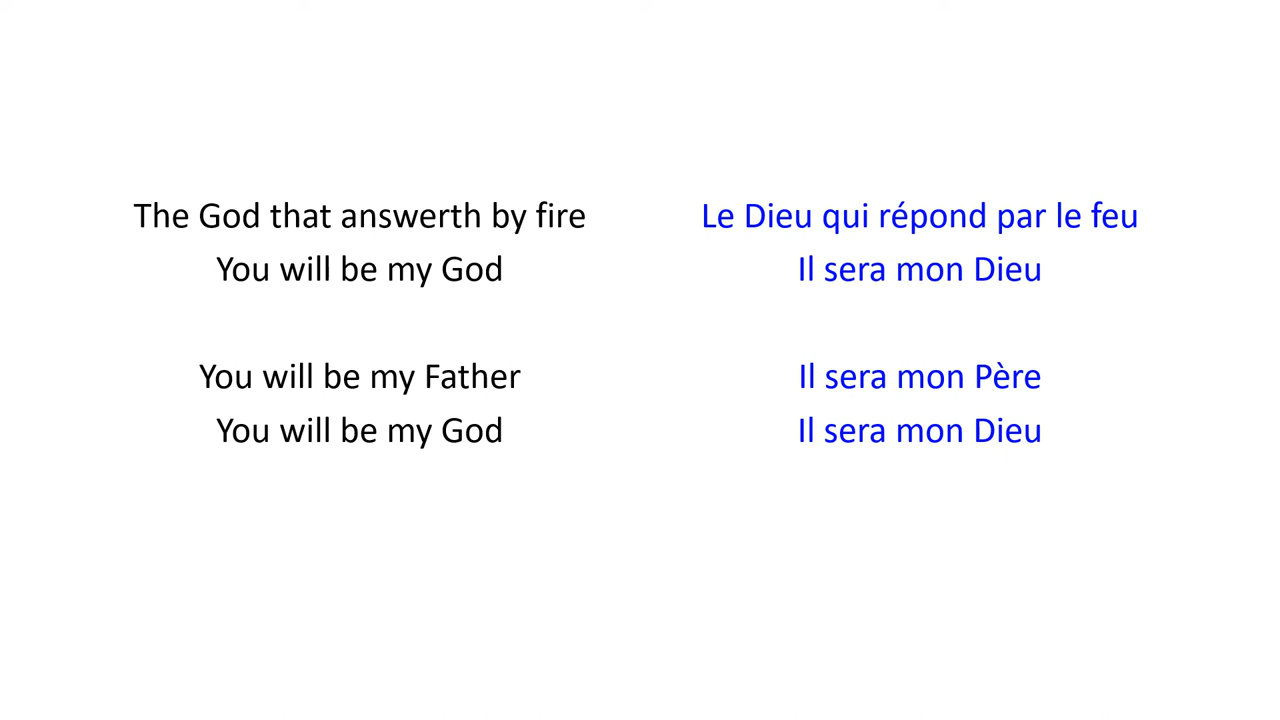 The God that answerth by fire
You will be my God
You will be my Father
You will be my God
Le Dieu qui répond par le feu
Il sera mon Dieu
Il sera mon Père
Il sera mon Dieu